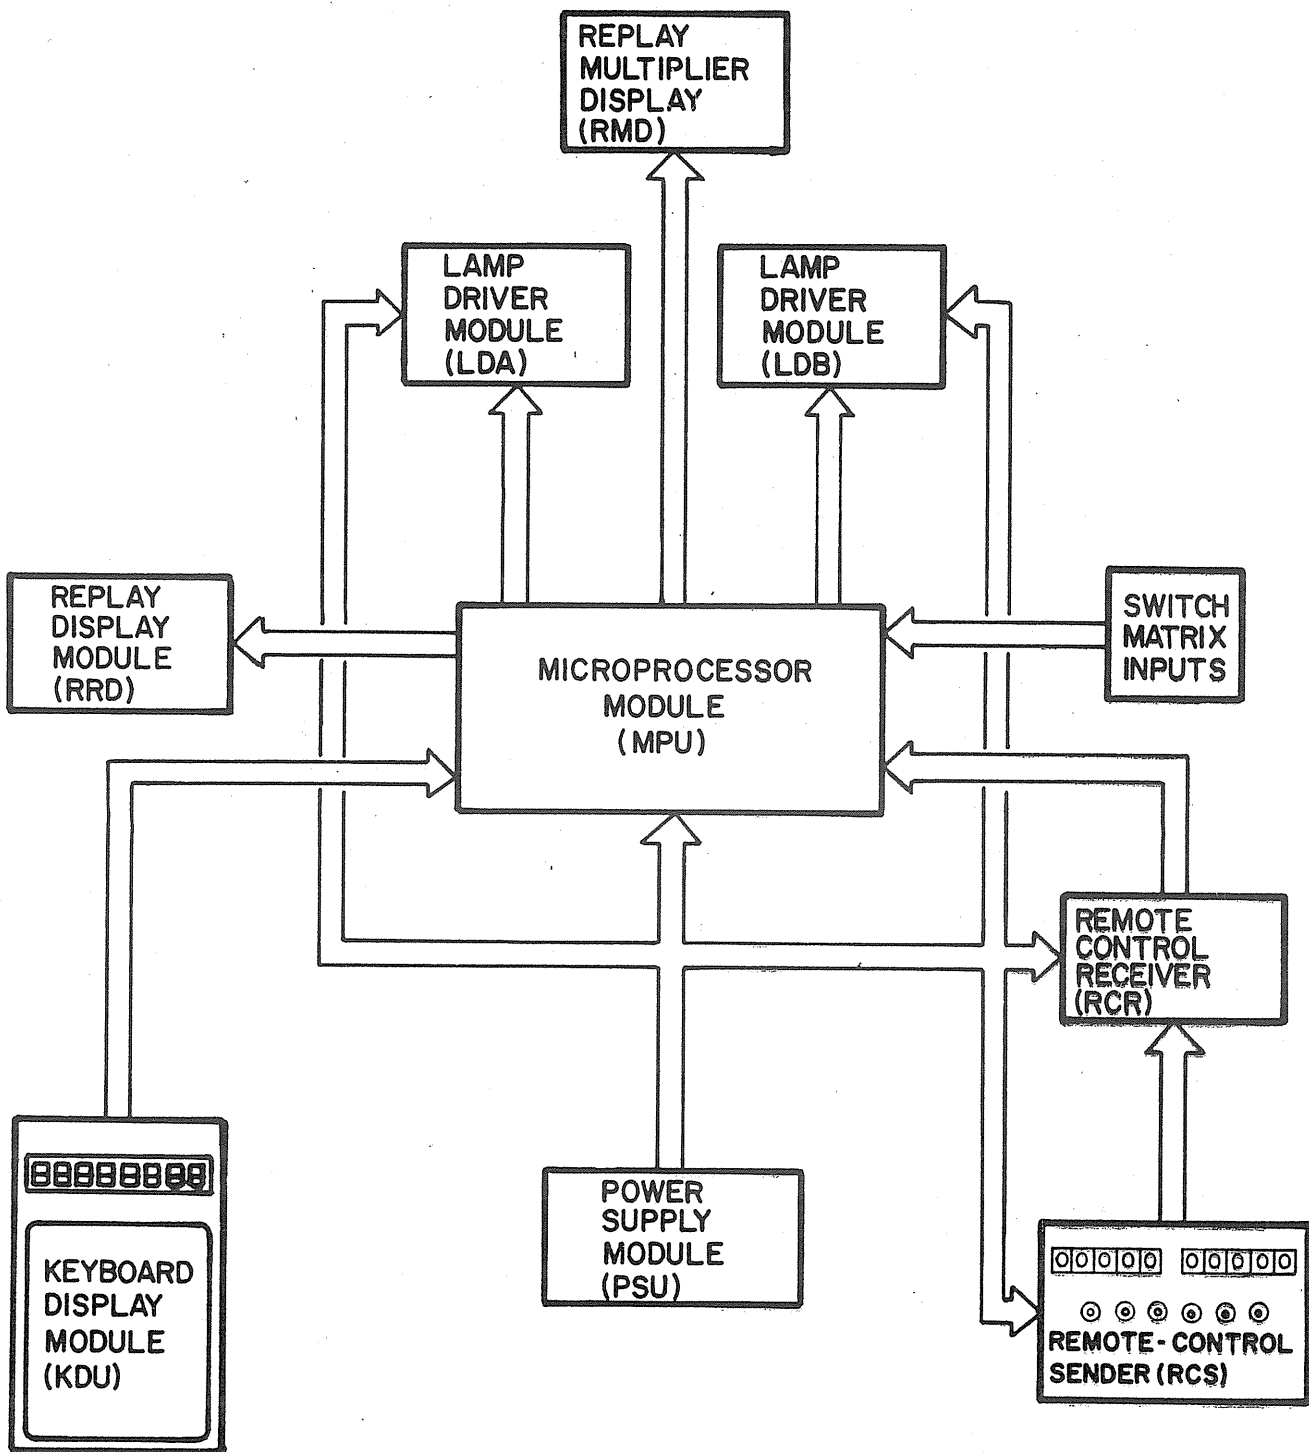 REPLAY
MULTIPLIER
DISPLAY
(RMD)
LAMP
DRIVER
MODULE
(LDA)
LAMP
DRIVER
MODULE
(LDB)
REPLAY
DISPLAY
MODULE
(RRD)
MICROPROCESSOR
MODULE
(MPU)
SWITCH
MATRIX
INPUTS
REMOTE
CONTROL
RECEIVER
(RCR)
88888888
KEYBOARD
DISPLAY
MODULE
(KDU)
POWER
SUPPLY
MODULE
(PSU)
00000 00000
REMOTE-CONTROL
SENDER (RCS)